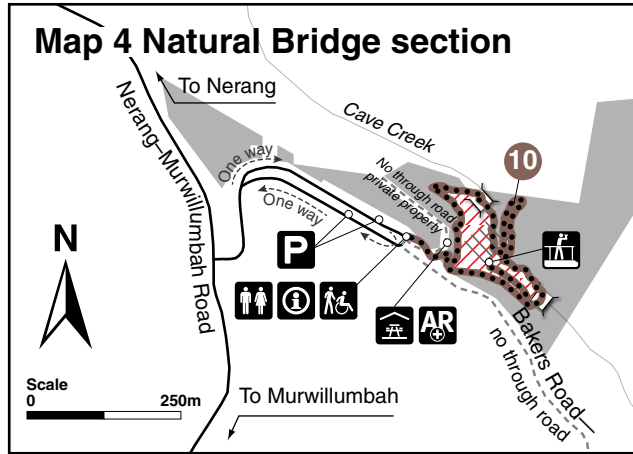 Map 4 Natural Bridge section
To Nerang
Nerang–Murwillumbah Road
Cave Creek
One way
One way
No through road
private property
10
P
i
AR
N
Bakers Road—
no through road
Scale
0 250m
To Murwillumbah